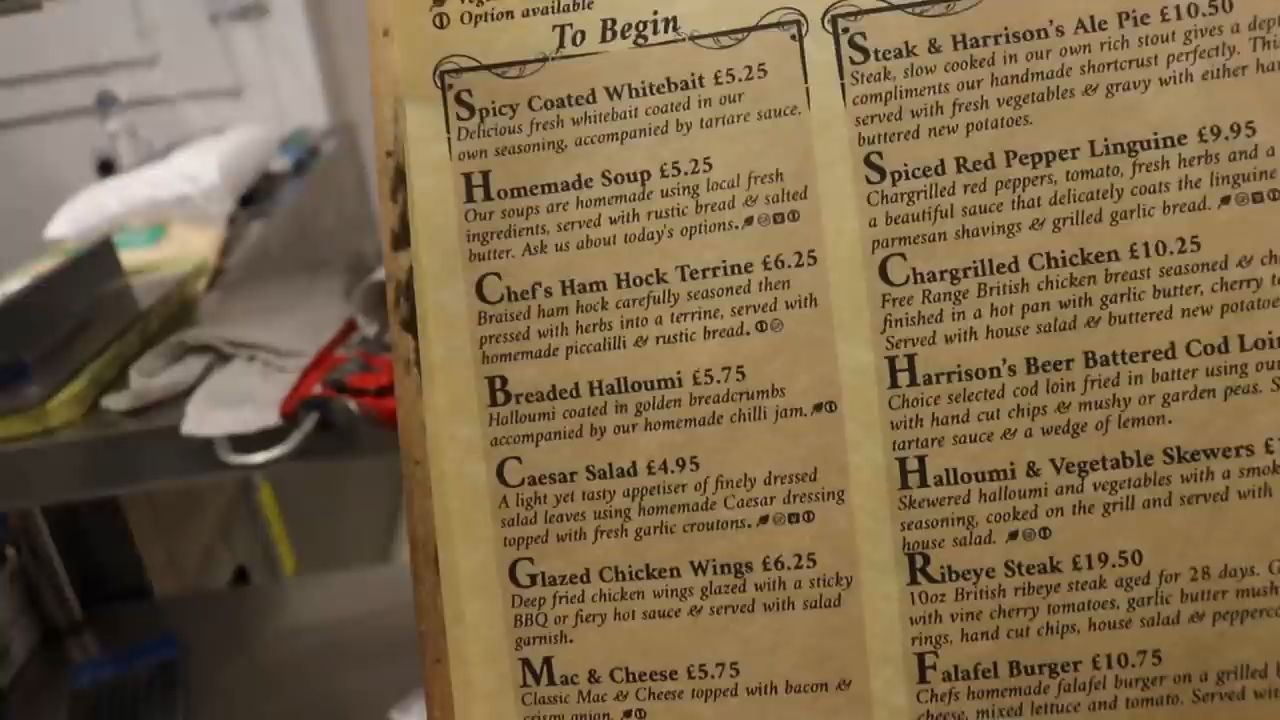 Option available
To Begin
Spicy Coated Whitebait £5.25
Delicious fresh whitebait coated in our
own seasoning, accompanied by tartare sauce.
Homemade Soup £5.25
Our soups are homemade using local fresh
ingredients, served with rustic bread & salted
butter. Ask us about today's options.
Chef's Ham Hock Terrine £6.25
Braised ham hock carefully seasoned then
pressed with herbs into a terrine, served with
homemade piccalilli & rustic bread.
Breaded Halloumi £5.75
Halloumi coated in golden breadcrumbs
accompanied by our homemade chilli jam.
Caesar Salad £4.95
A light yet tasty appetiser of finely dressed
salad leaves using homemade Caesar dressing
topped with fresh garlic croutons.
Glazed Chicken Wings £6.25
Deep fried chicken wings glazed with a sticky
BBQ or fiery hot sauce & served with salad
garnish.
Mac & Cheese £5.75
Classic Mac & Cheese topped with bacon &
crispy onion.
Steak & Harrison's Ale Pie £10.50
Steak, slow cooked in our own rich stout gives a
compliments our handmade shortcrust perfectly.
served with fresh vegetables & gravy with either
buttered new potatoes.
Spiced Red Pepper Linguine £9.95
Chargrilled red peppers, tomato, fresh herbs and a
a beautiful sauce that delicately coats the linguine
parmesan shavings & grilled garlic bread.
Chargrilled Chicken £10.25
Free Range British chicken breast seasoned &
finished in a hot pan with garlic butter, cherry
Served with house salad & buttered new
Harrison's Beer Battered Cod
Choice selected cod loin fried in batter using
with hand cut chips & mushy or garden peas.
tartare sauce & a wedge of lemon.
Halloumi & Vegetable Skewers
Skewered halloumi and vegetables with a
seasoning, cooked on the grill and served with
house salad.
Ribeye Steak £19.50
10oz British ribeye steak aged for 28 days.
with vine cherry tomatoes, garlic butter
rings, hand cut chips, house salad &
Falafel Burger £10.75
Chefs homemade falafel burger on a grilled
cheese, mixed lettuce and tomato. Served